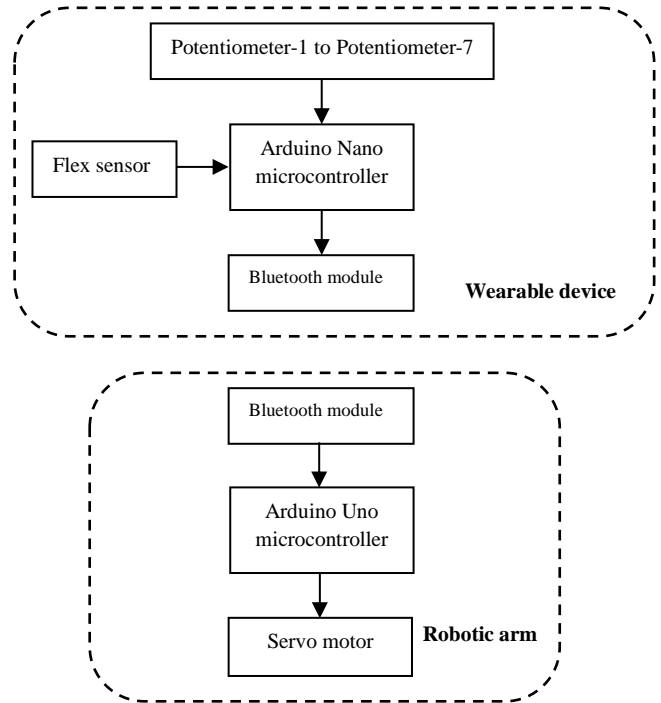 Potentiometer-1 to Potentiometer-7
Flex sensor
Arduino Nano
microcontroller
Bluetooth module
Wearable device
Bluetooth module
Arduino Uno
microcontroller
Servo motor
Robotic arm